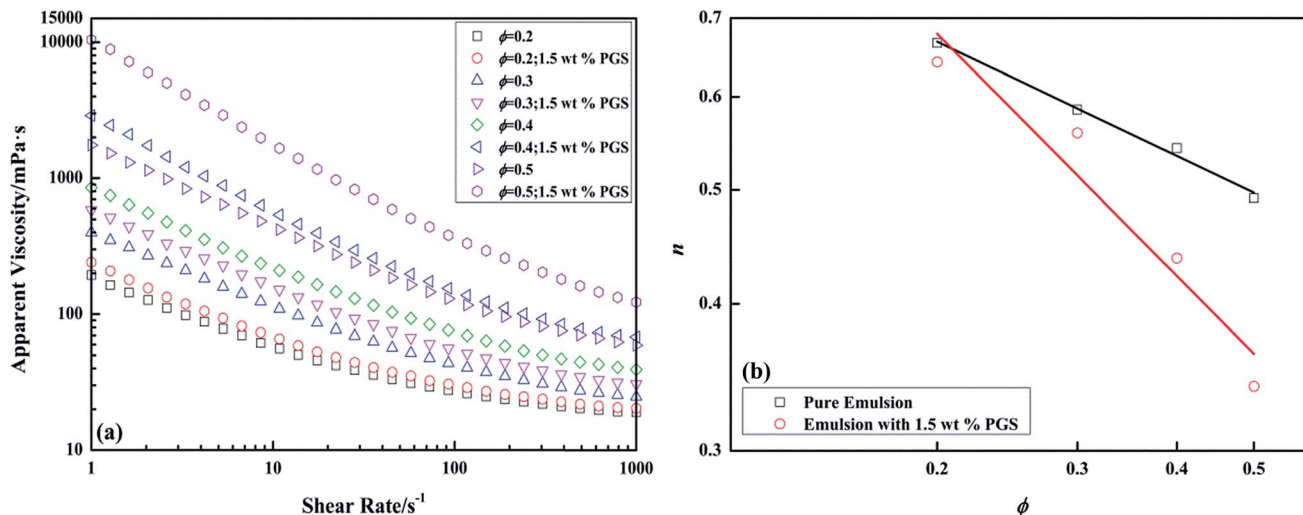 15000
10000
1000
100
10
Apparent Viscosity/mPa·s
ϕ=0.2
ϕ=0.2;1.5 wt % PGS
ϕ=0.3
ϕ=0.3;1.5 wt % PGS
ϕ=0.4
ϕ=0.4;1.5 wt % PGS
ϕ=0.5
ϕ=0.5;1.5 wt % PGS
(a)
1 10 100 1000
Shear Rate/s⁻¹
0.7
0.6
0.5
0.4
0.3
n
(b)
Pure Emulsion
Emulsion with 1.5 wt % PGS
0.2 0.3 0.4 0.5
ϕ